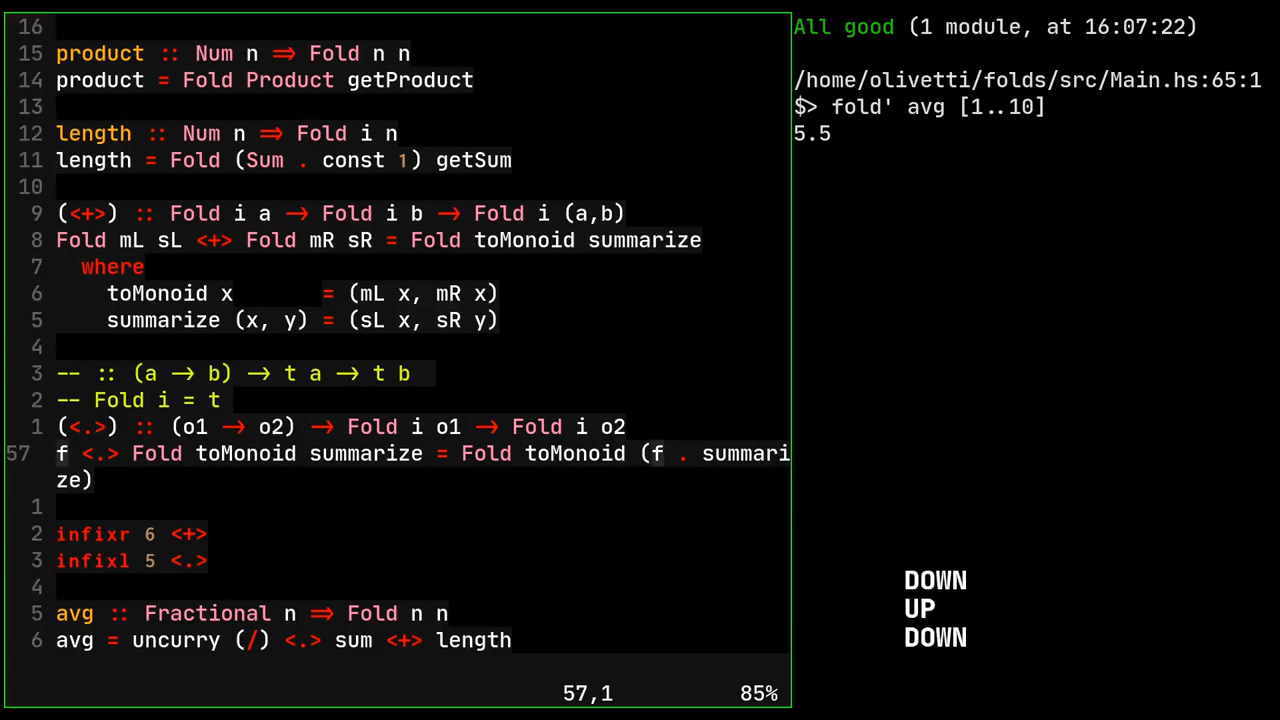 16
15 product :: Num n => Fold n n
14 product = Fold Product getProduct
13
12 length :: Num n => Fold i n
11 length = Fold (Sum . const 1) getSum
10
9 (<+>) :: Fold i a -> Fold i b -> Fold i (a,b)
8 Fold mL sL <+> Fold mR sR = Fold toMonoid summarize
7   where
6     toMonoid x       = (mL x, mR x)
5     summarize (x, y) = (sL x, sR y)
4
3 -- :: (a -> b) -> t a -> t b
2 -- Fold i = t
1 (<.>) :: (o1 -> o2) -> Fold i o1 -> Fold i o2
57 f <.> Fold toMonoid summarize = Fold toMonoid (f . summari
ze)
1
2 infixr 6 <+>
3 infixl 5 <.>
4
5 avg :: Fractional n => Fold n n
6 avg = uncurry (/) <.> sum <+> length
57,1 85%
All good (1 module, at 16:07:22)
/home/olivetti/folds/src/Main.hs:65:1
$> fold' avg [1..10]
5.5
DOWN
UP
DOWN